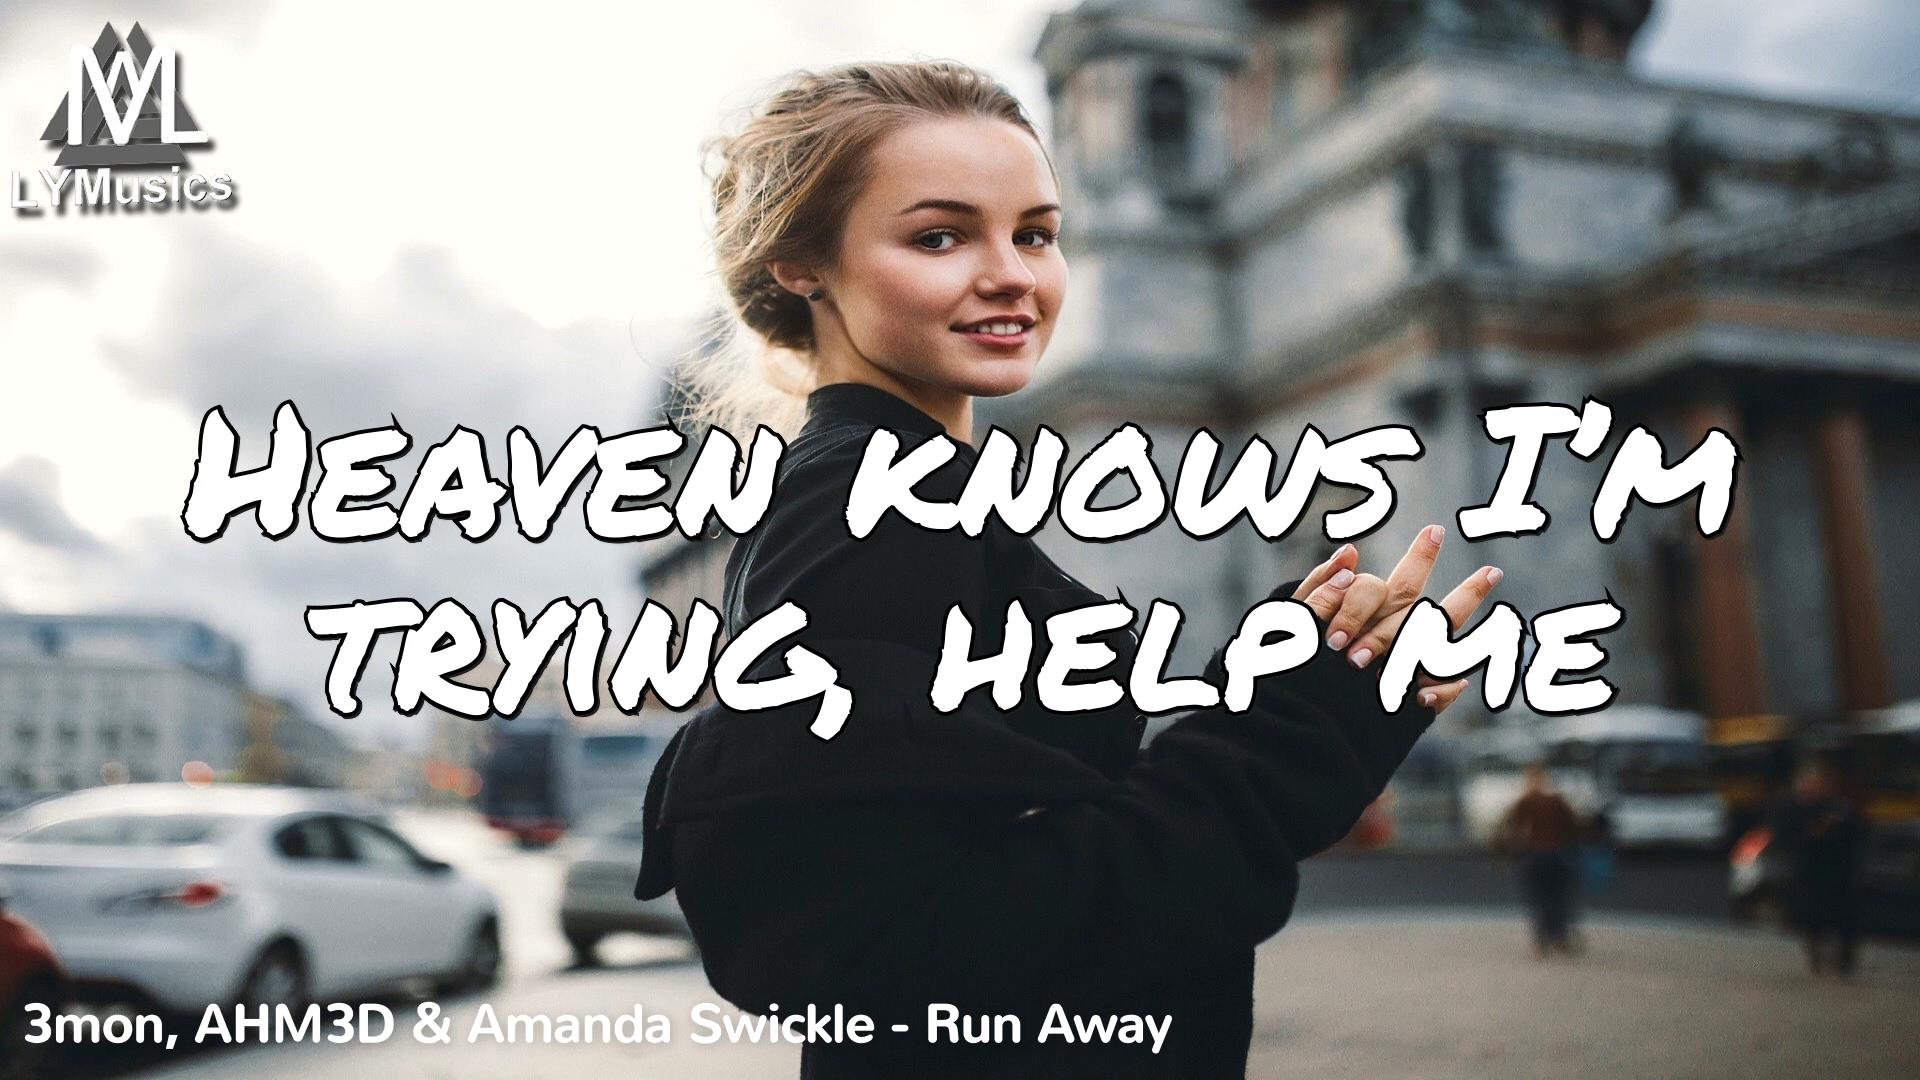 LYMusics
Heaven knows I'm
trying, help me
3mon, AHM3D & Amanda Swickle - Run Away